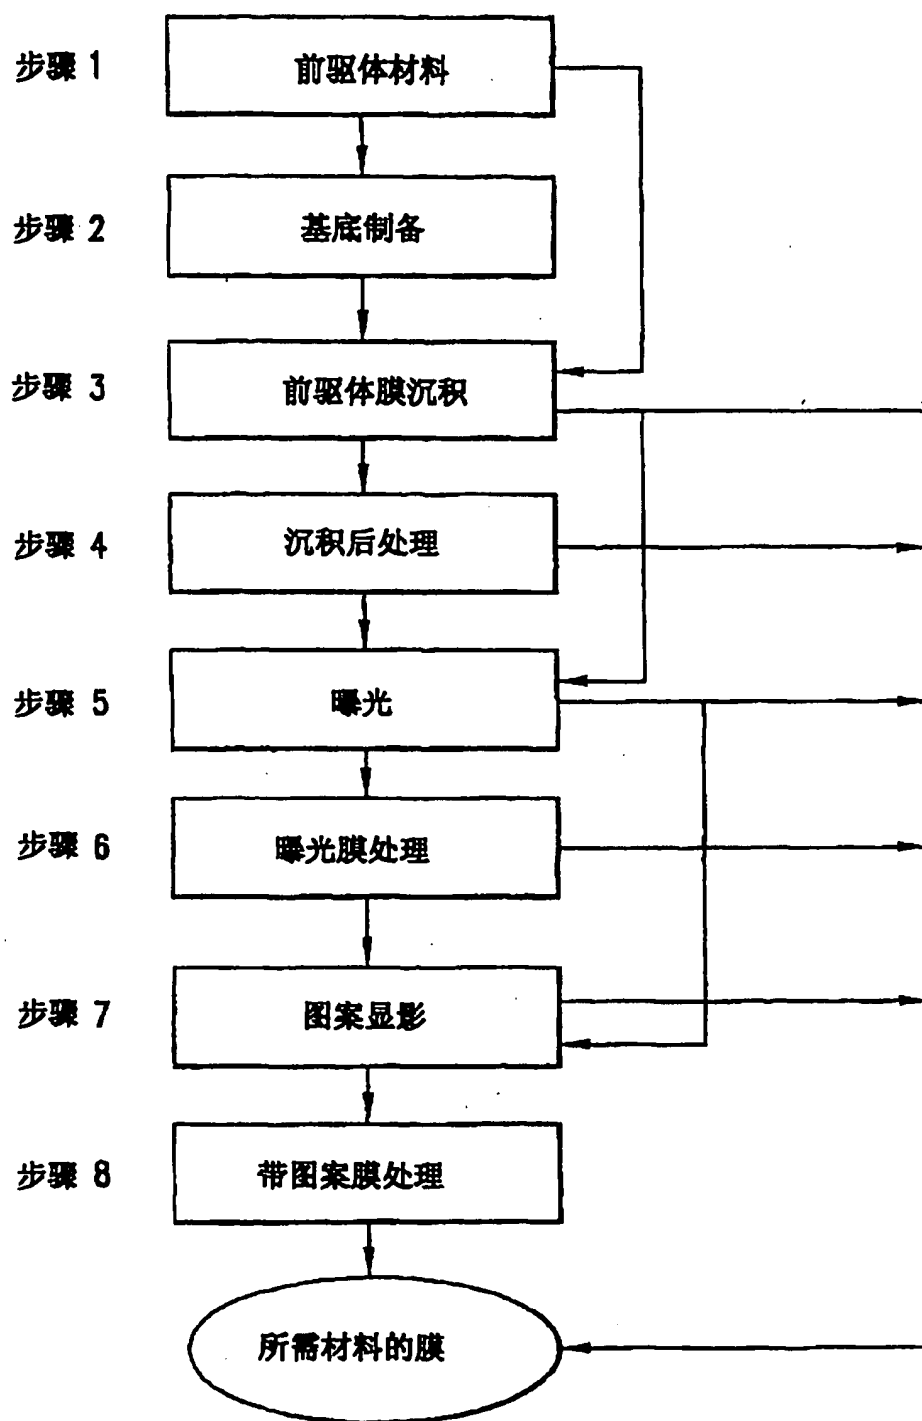 步骤 1 前驱体材料
步骤 2 基底制备
步骤 3 前驱体膜沉积
步骤 4 沉积后处理
步骤 5 曝光
步骤 6 曝光膜处理
步骤 7 图案显影
步骤 8 带图案膜处理
所需材料的膜